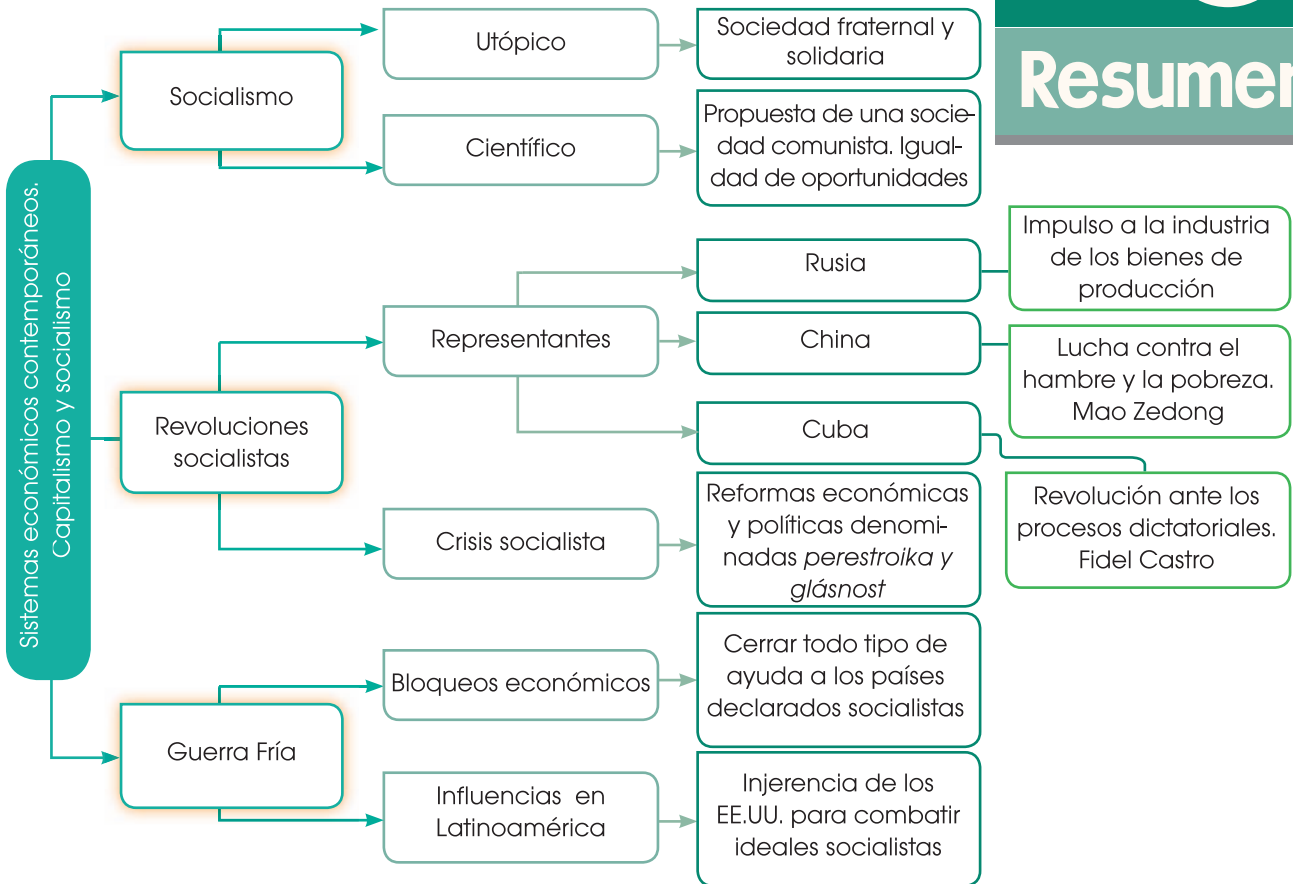 Resumen
Sistemas económicos contemporáneos.
Capitalismo y socialismo
Socialismo
Utópico
Sociedad fraternal y
solidaria
Científico
Propuesta de una socie-
dad comunista. Igual-
dad de oportunidades
Revoluciones
socialistas
Representantes
Rusia
Impulso a la industria
de los bienes de
producción
China
Lucha contra el
hambre y la pobreza.
Mao Zedong
Cuba
Revolución ante los
procesos dictatoriales.
Fidel Castro
Crisis socialista
Reformas económicas
y políticas denomi-
nadas perestroika y
glásnost
Guerra Fría
Bloqueos económicos
Cerrar todo tipo de
ayuda a los países
declarados socialistas
Influencias en
Latinoamérica
Injerencia de los
EE.UU. para combatir
ideales socialistas